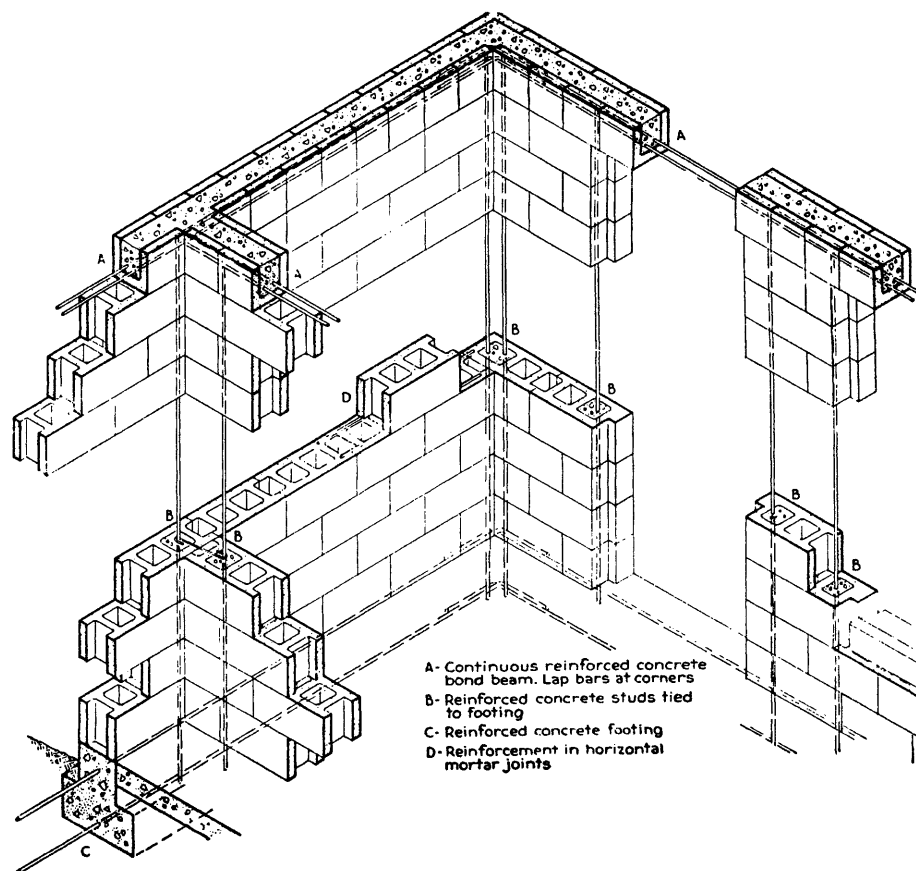 A
A
A
B
D
B
B
B
B
B
A- Continuous reinforced concrete
bond beam. Lap bars at corners
B- Reinforced concrete studs tied
to footing
C- Reinforced concrete footing
D- Reinforcement in horizontal
mortar joints
C